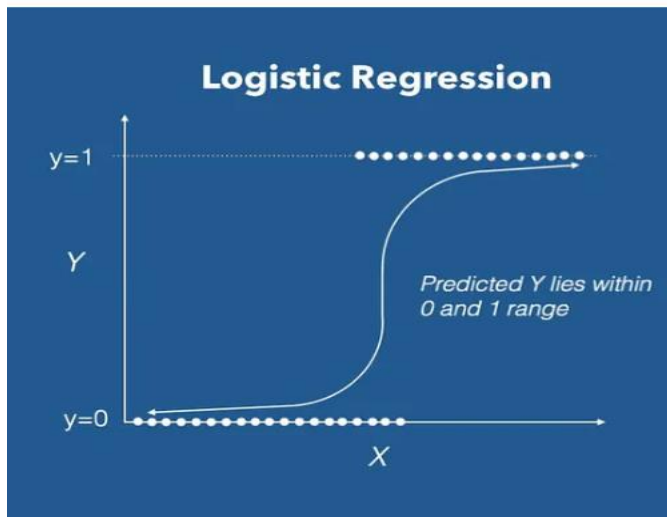 Logistic Regression
y=1
Y
Predicted Y lies within
0 and 1 range
y=0
X